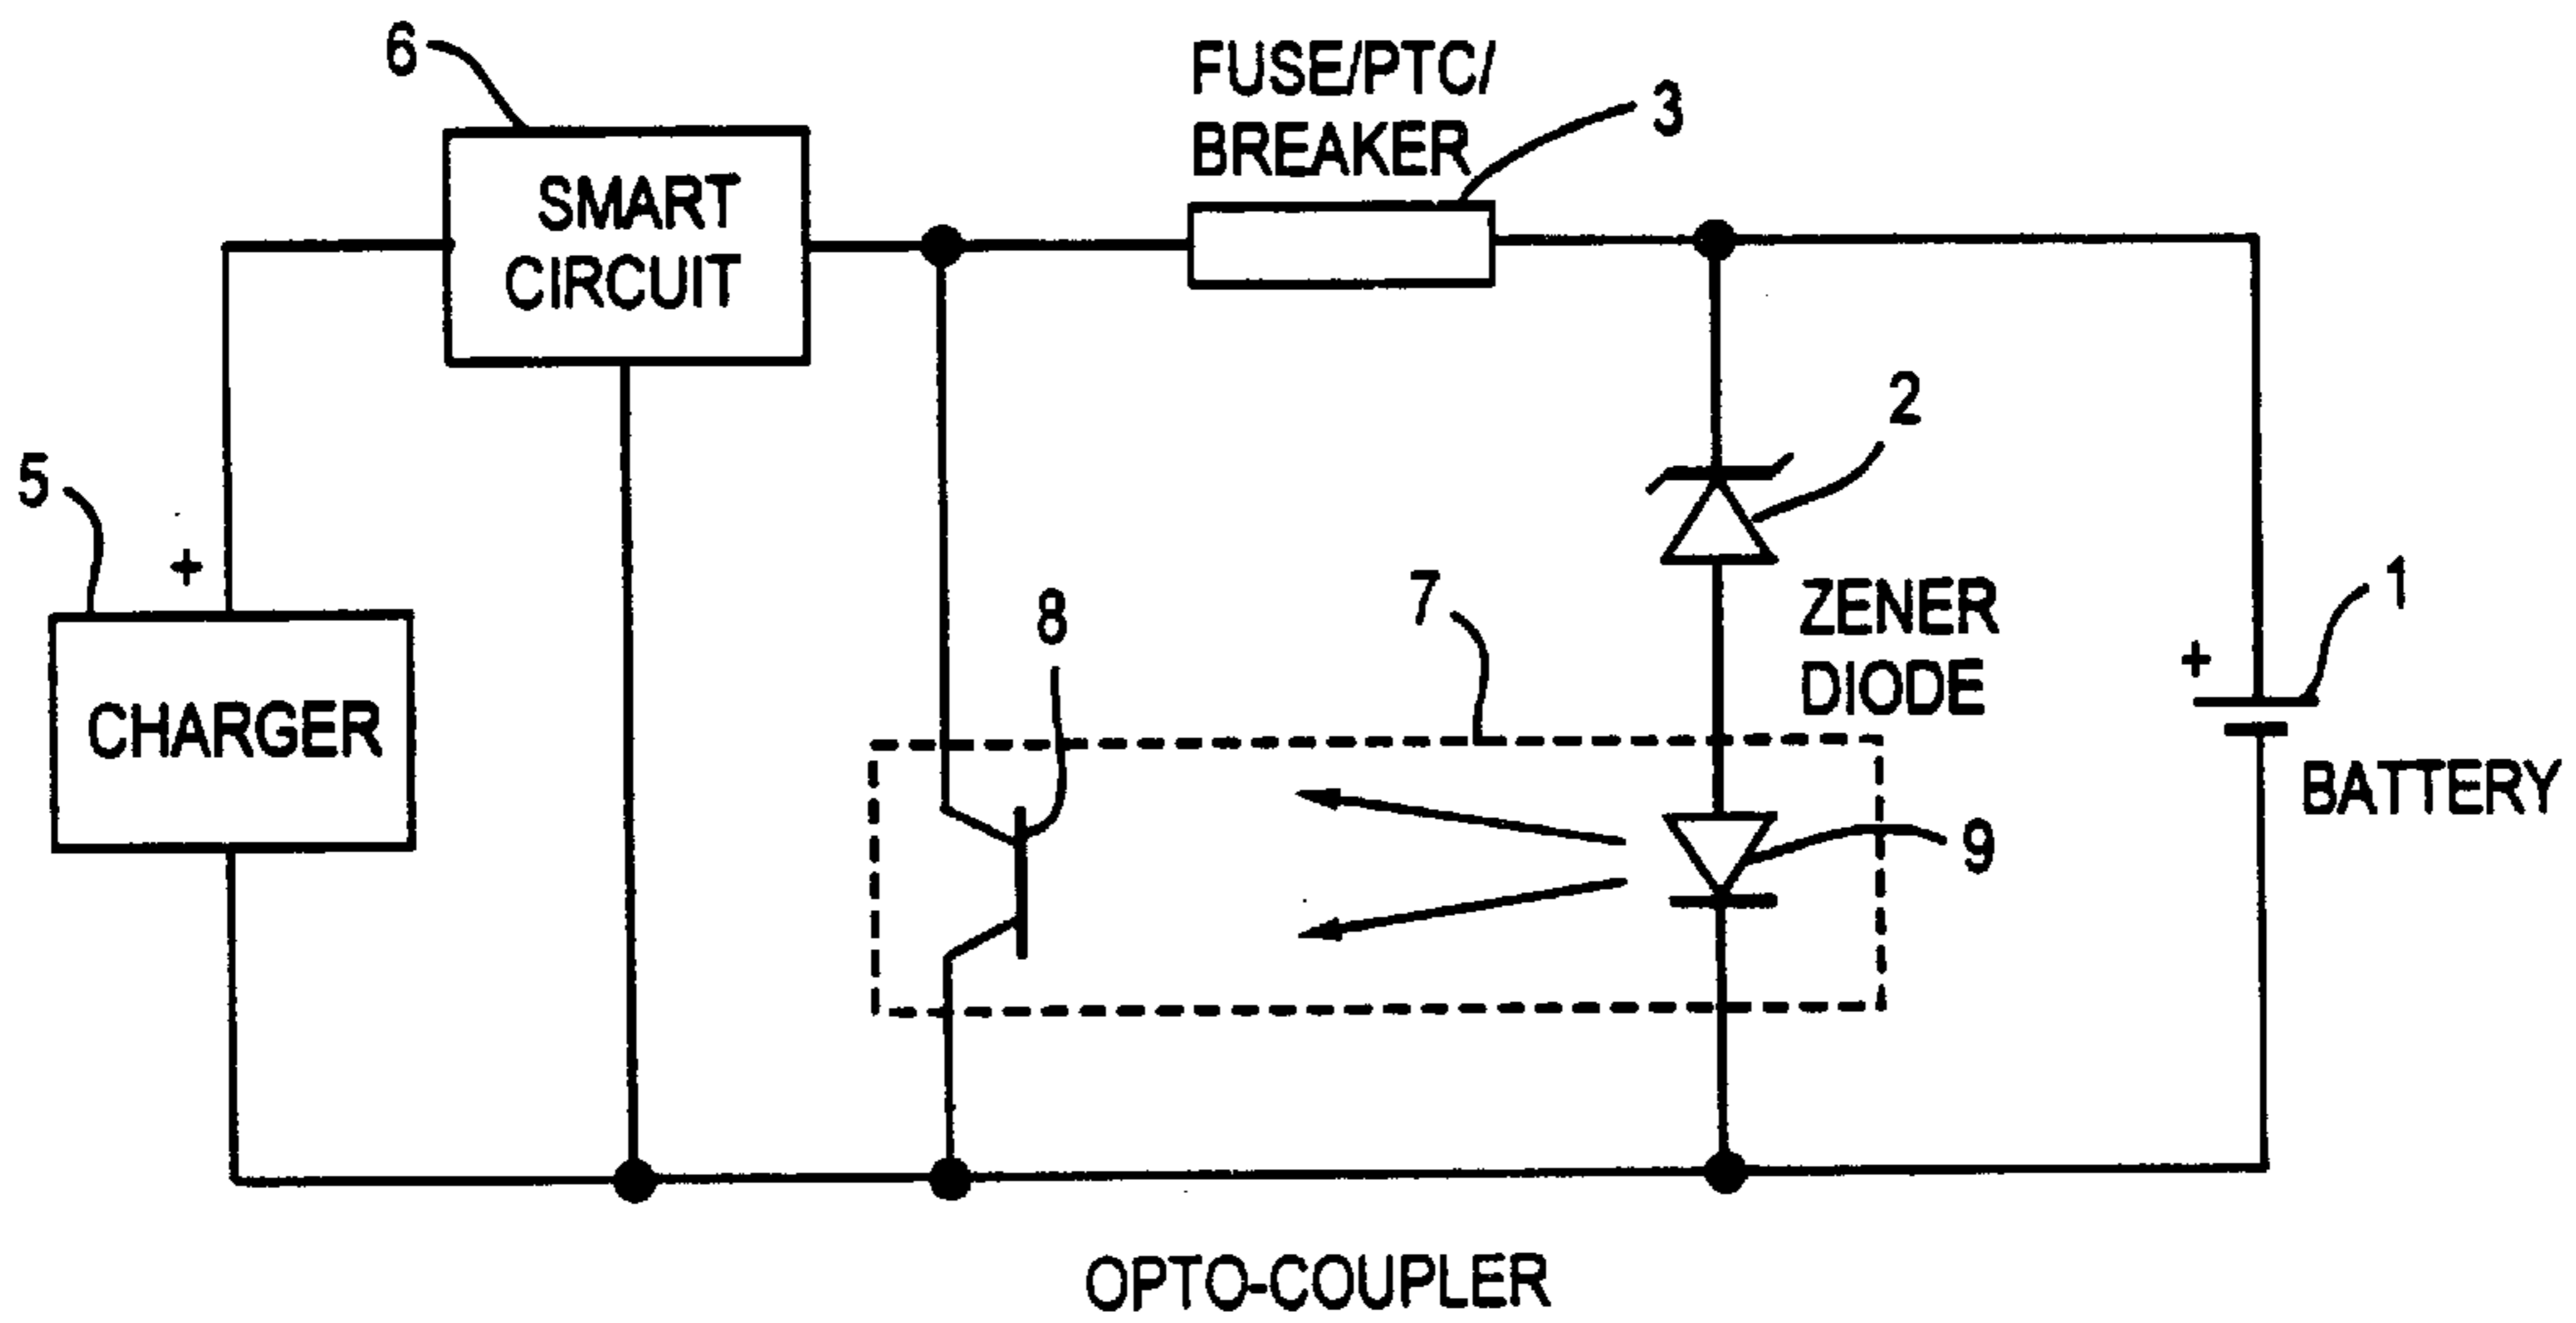 6
FUSE/PTC/
BREAKER
3
SMART
CIRCUIT
2
5
+
CHARGER
8
7
ZENER
DIODE
1
+
BATTERY
9
OPTO-COUPLER